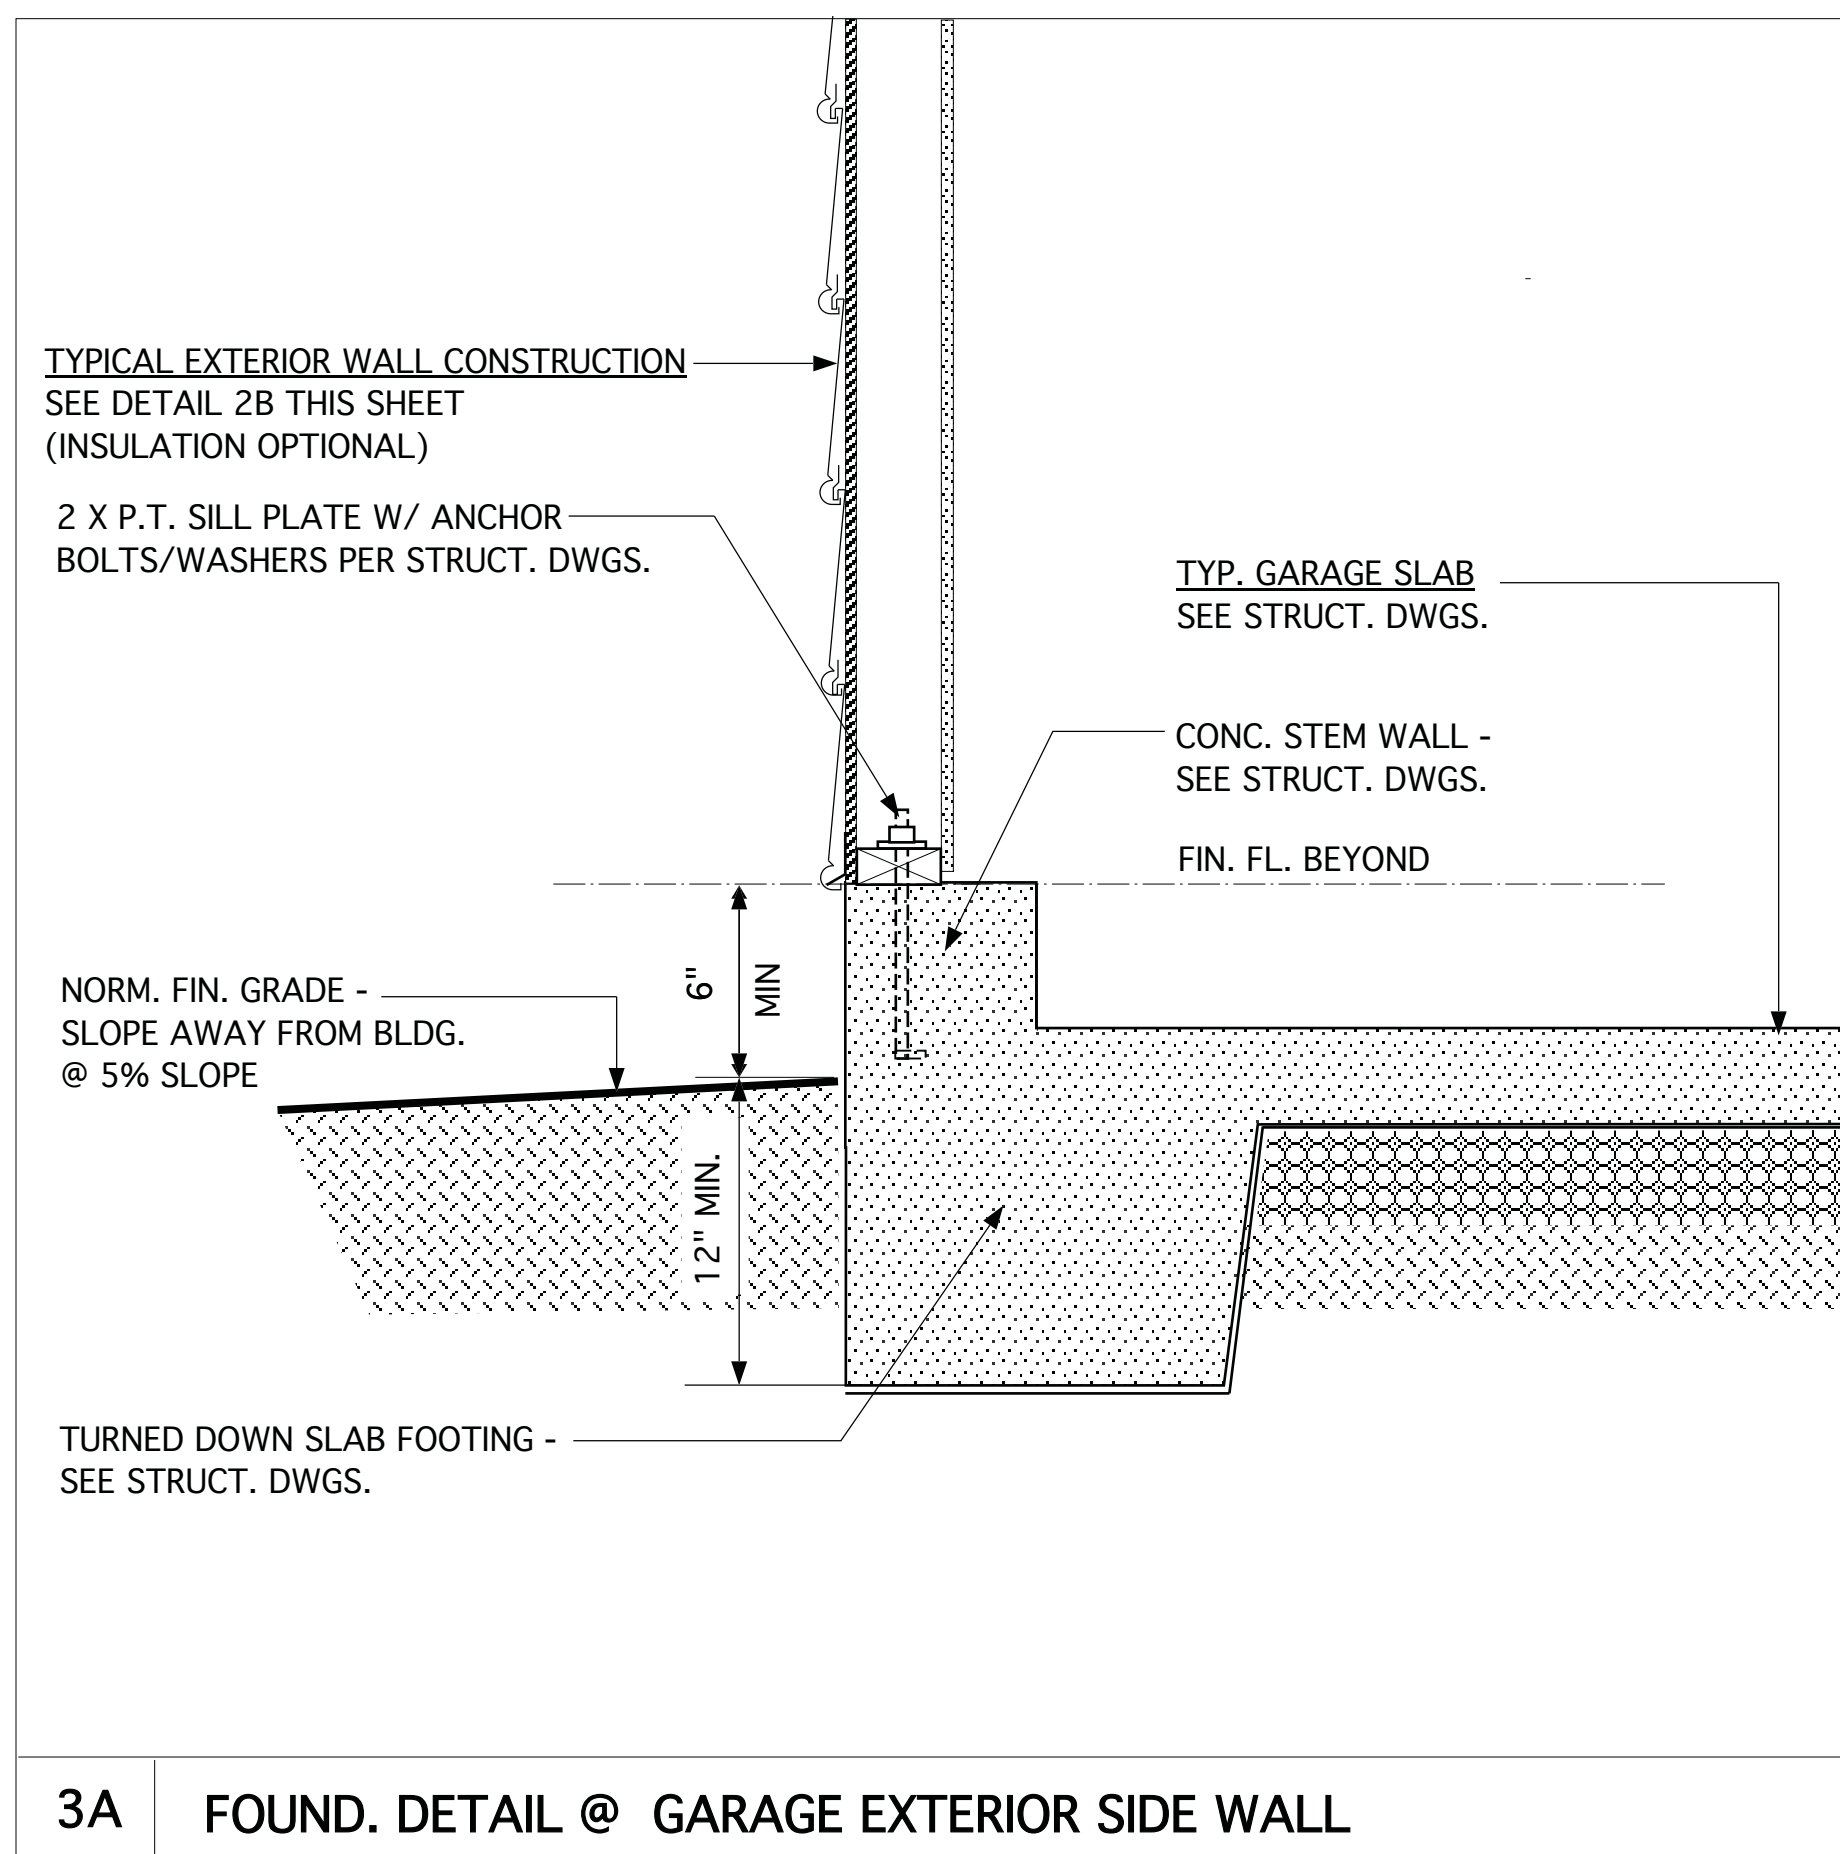 TYPICAL EXTERIOR WALL CONSTRUCTION
SEE DETAIL 2B THIS SHEET
(INSULATION OPTIONAL)
2 X P.T. SILL PLATE W/ ANCHOR
BOLTS/WASHERS PER STRUCT. DWGS.
TYP. GARAGE SLAB
SEE STRUCT. DWGS.
CONC. STEM WALL -
SEE STRUCT. DWGS.
FIN. FL. BEYOND
6"
MIN
NORM. FIN. GRADE -
SLOPE AWAY FROM BLDG.
@ 5% SLOPE
12" MIN.
TURNED DOWN SLAB FOOTING -
SEE STRUCT. DWGS.
3A
FOUND. DETAIL @ GARAGE EXTERIOR SIDE WALL